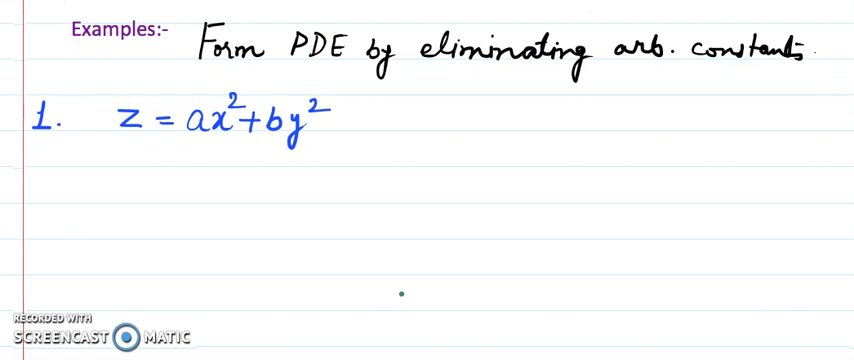 Examples:- Form PDE by eliminating arb. constants.
1. z = ax²+by²
RECORDED WITH
SCREENCAST MATIC